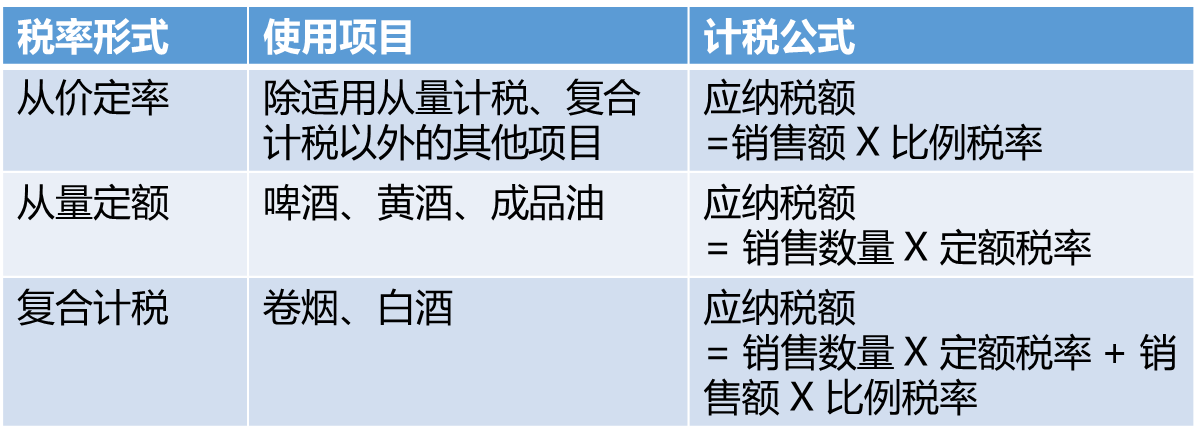 税率形式
使用项目
计税公式
从价定率
除适用从量计税、复合
计税以外的其他项目
应纳税额
=销售额 X 比例税率
从量定额
啤酒、黄酒、成品油
应纳税额
= 销售数量 X 定额税率
复合计税
卷烟、白酒
应纳税额
= 销售数量 X 定额税率 + 销
售额 X 比例税率